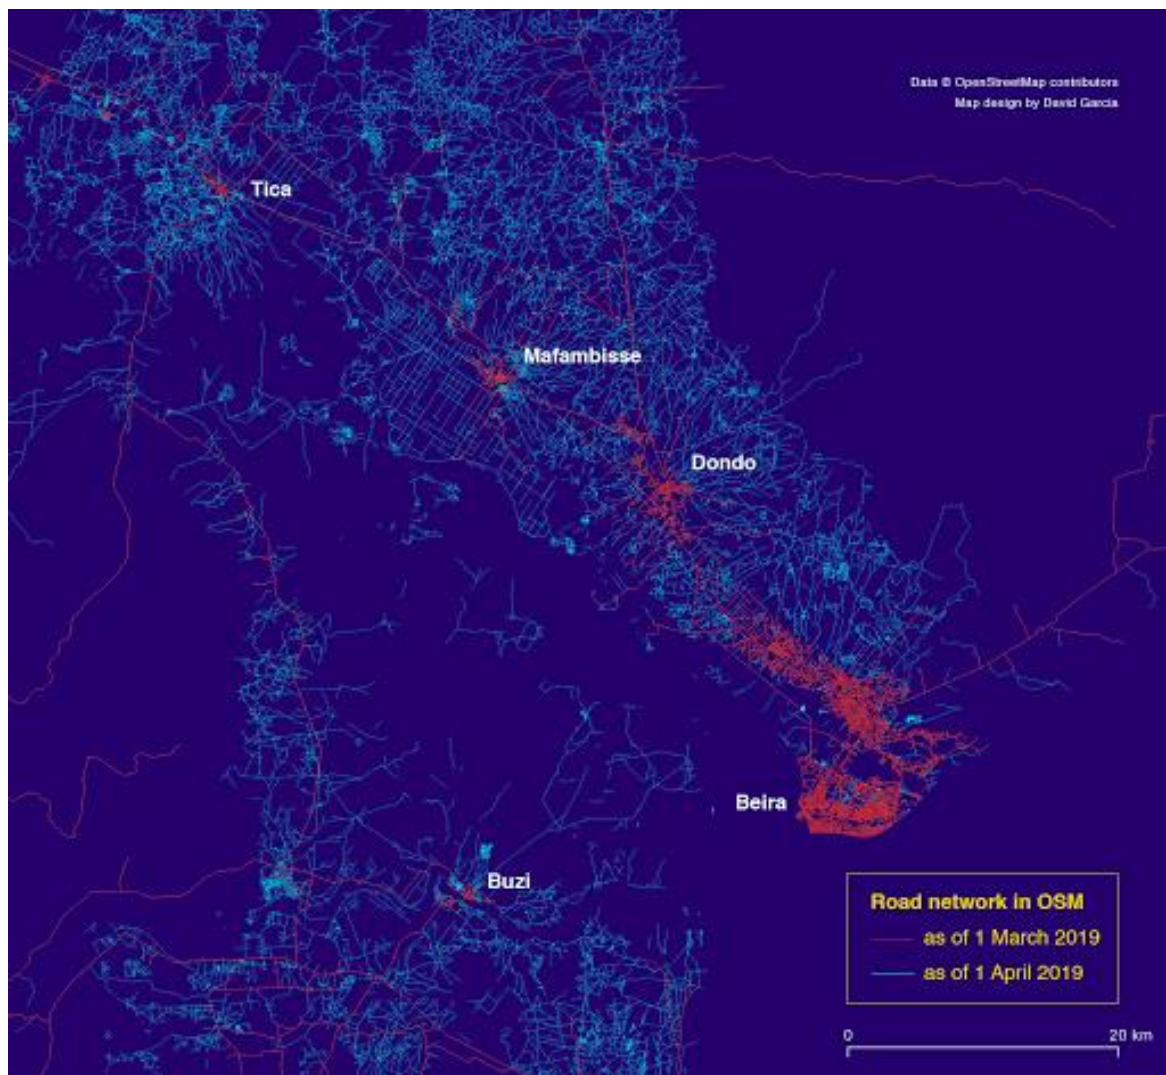 Data © OpenStreetMap contributors
Map design by David Garcia
Tica
Mafambisse
Dondo
Beira
Buzi
Road network in OSM
as of 1 March 2019
as of 1 April 2019
0 20 km